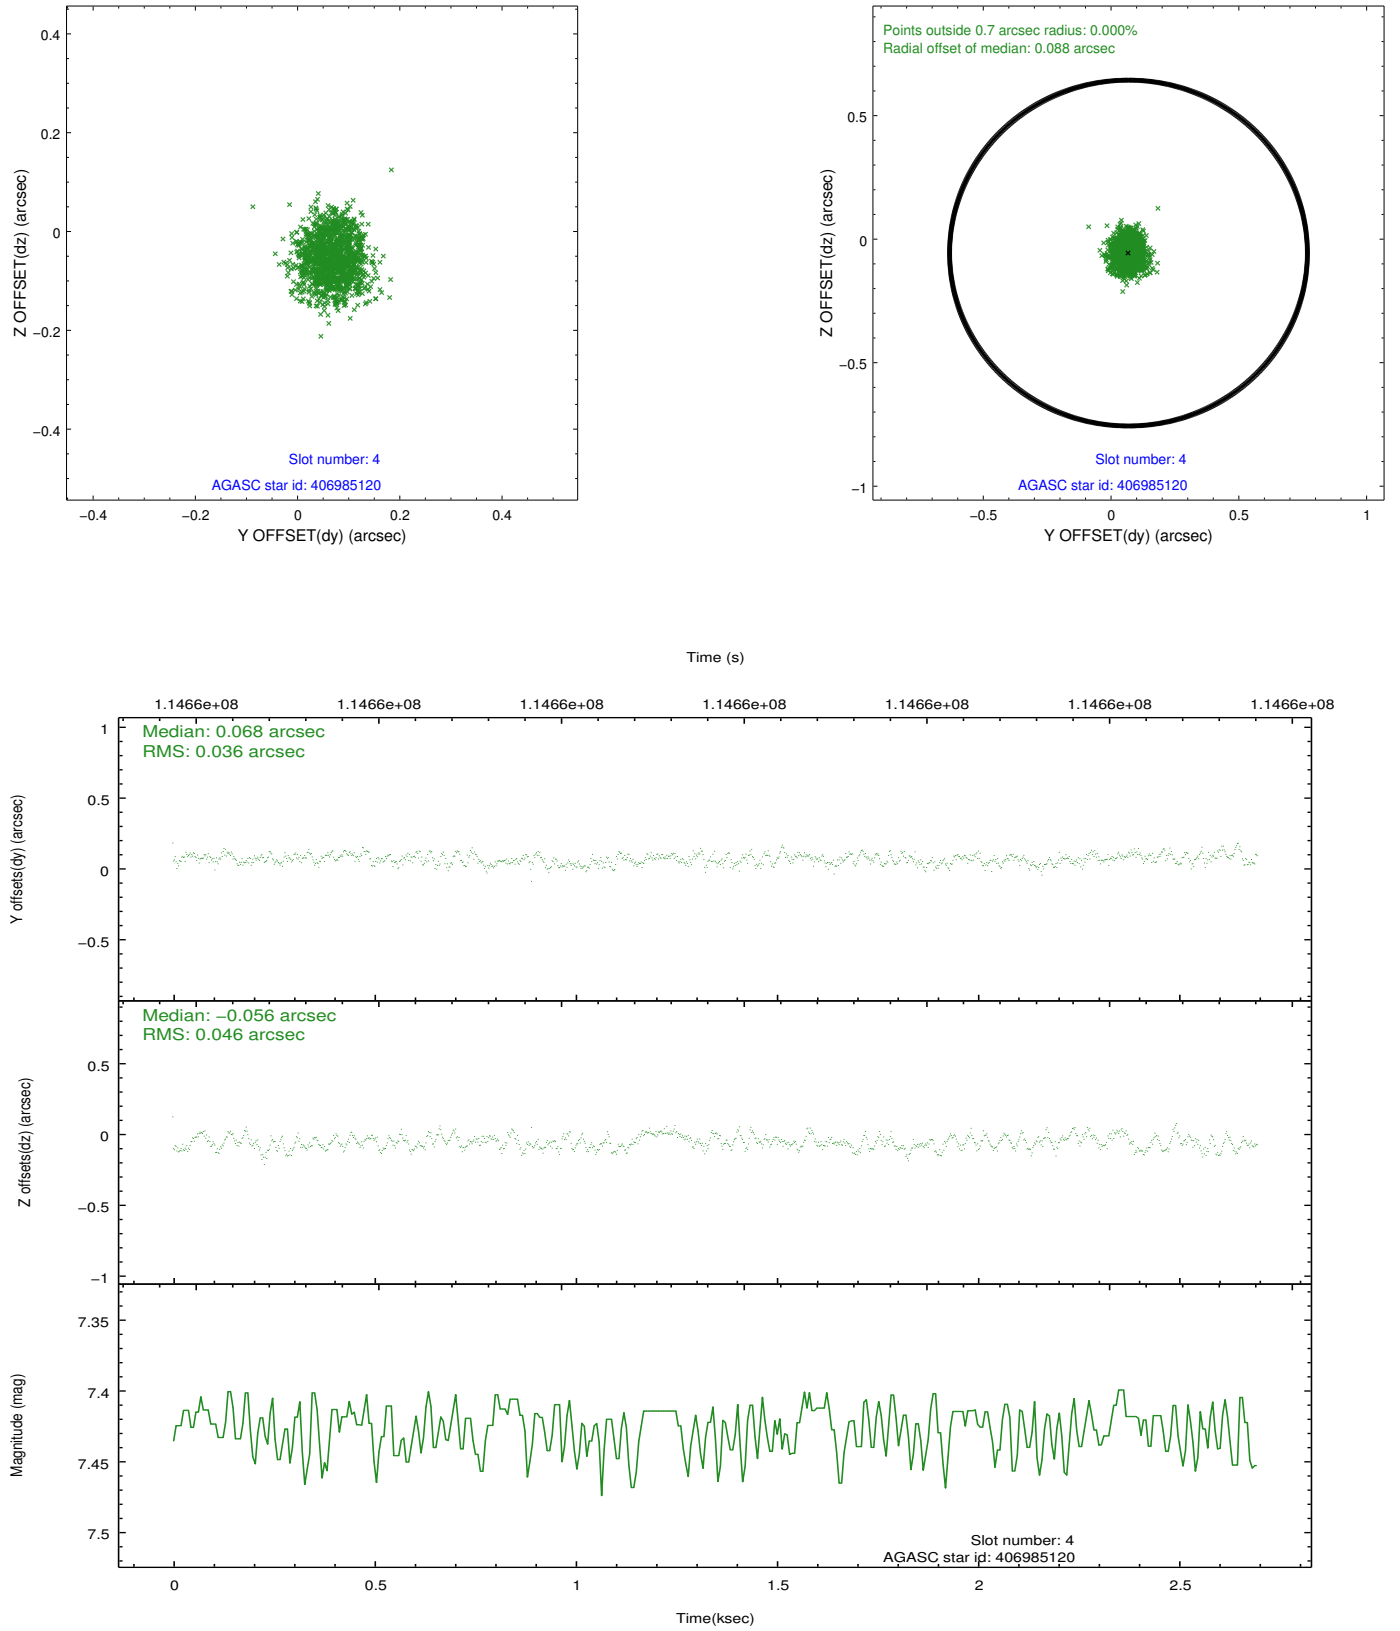 0.4
0.2
0
−0.2
−0.4
Z OFFSET(dz) (arcsec)
Slot number: 4
AGASC star id: 406985120
−0.4 −0.2 0 0.2 0.4
Y OFFSET(dy) (arcsec)
Points outside 0.7 arcsec radius: 0.000%
Radial offset of median: 0.088 arcsec
0.5
0
−0.5
−1
Z OFFSET(dz) (arcsec)
Slot number: 4
AGASC star id: 406985120
−0.5 0 0.5 1
Y OFFSET(dy) (arcsec)
Time (s)
1.1466e+08 1.1466e+08 1.1466e+08 1.1466e+08 1.1466e+08 1.1466e+08 1.1466e+08
Median: 0.068 arcsec
RMS: 0.036 arcsec
1
0.5
0
−0.5
Y offsets(dy) (arcsec)
Median: −0.056 arcsec
RMS: 0.046 arcsec
0.5
0
−0.5
−1
Z offsets(dz) (arcsec)
7.35
7.4
7.45
7.5
Magnitude (mag)
Slot number: 4
AGASC star id: 406985120
0 0.5 1 1.5 2 2.5
Time(ksec)